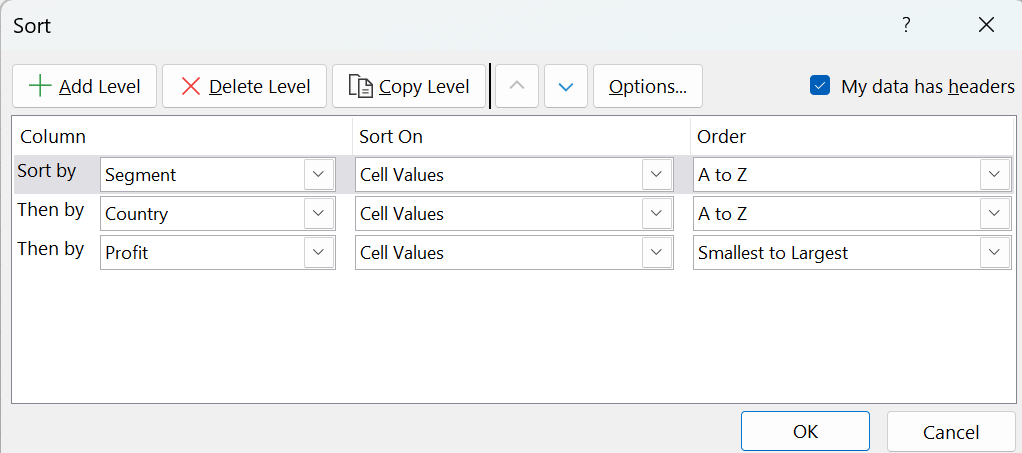 Sort ?
Add Level Delete Level Copy Level Options... My data has headers
Column Sort On Order
Sort by Segment Cell Values A to Z
Then by Country Cell Values A to Z
Then by Profit Cell Values Smallest to Largest
OK Cancel